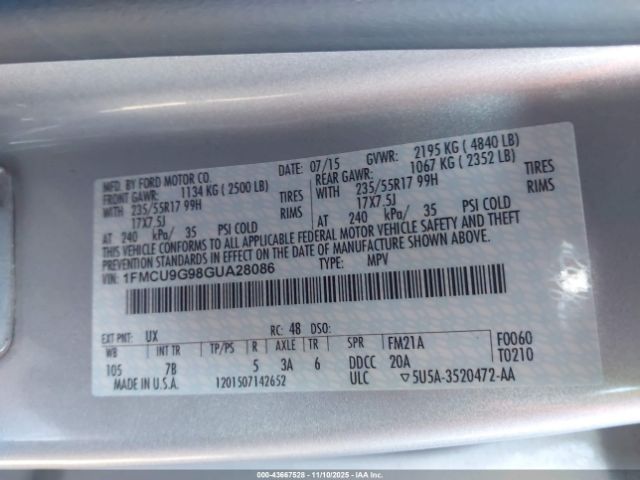 MFD. BY FORD MOTOR CO.
DATE: 07/15 GVWR: 2195 KG ( 4840 LB)
FRONT GAWR: 1134 KG ( 2500 LB)
REAR GAWR: 1067 KG ( 2352 LB)
WITH 235/55R17 99H TIRES
WITH 235/55R17 99H TIRES
17X7.5J RIMS
17X7.5J RIMS
AT 240 kPa/ 35 PSI COLD
AT 240 kPa/ 35 PSI COLD
THIS VEHICLE CONFORMS TO ALL APPLICABLE FEDERAL MOTOR VEHICLE SAFETY AND THEFT
PREVENTION STANDARDS IN EFFECT ON THE DATE OF MANUFACTURE SHOWN ABOVE.
VIN: 1FMCU9G98GUA28086 TYPE: MPV
EXT PNT: UX RC: 48 DSO:
WB INT TR TP/PS R AXLE TR SPR FM21A F0060
105 7B 5 3A 6 DDCC 20A T0210
MADE IN U.S.A. 1201507142652 ULC ▽5U5A-3520472-AA
000-43667528 - 11/10/2025 - IAAI.CA